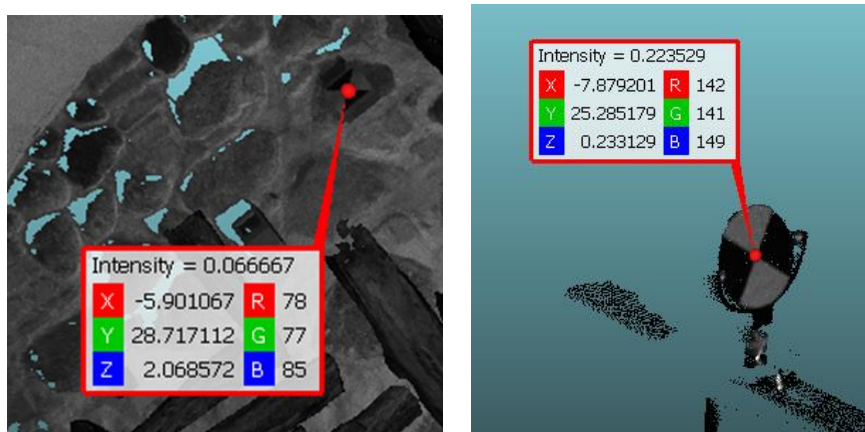 Intensity = 0.066667
X -5.901067 R 78
Y 28.717112 G 77
Z 2.068572 B 85
Intensity = 0.223529
X -7.879201 R 142
Y 25.285179 G 141
Z 0.233129 B 149